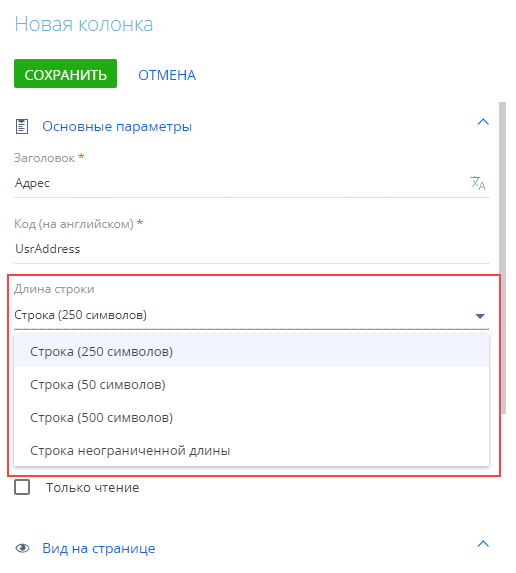 Новая колонка
СОХРАНИТЬ ОТМЕНА
Основные параметры
Заголовок *
Адрес
Код (на английском) *
UsrAddress
Длина строки
Строка (250 символов)
Строка (250 символов)
Строка (50 символов)
Строка (500 символов)
Строка неограниченной длины
Только чтение
Вид на странице